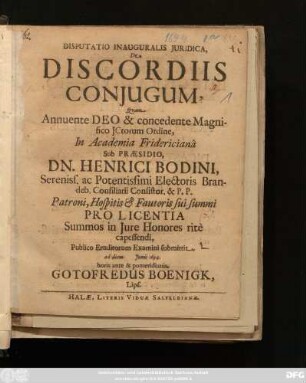 1694
DISPUTATIO INAUGURALIS JURIDICA,
DE
DISCORDIIS
CONJUGUM,
Quam
Annuente DEO & concedente Magni-
fico JCtorum Ordine,
In Academia Fridericianâ
Sub PRÆSIDIO,
DN. HENRICI BODINI,
Sereniss. ac Potentissimi Electoris Bran-
deb. Consiliarii Consistor. & P. P.
Patroni, Hospitis & Fautoris sui summi
PRO LICENTIA
Summos in Jure Honores ritè
capessendi,
Publico Eruditorum Examini submittit
ad diem Junii 1694.
horis ante & pomeridianis,
GOTOFREDUS BOENIGK,
Lips.
HALÆ, LITERIS VIDUÆ SALFELDIANÆ.